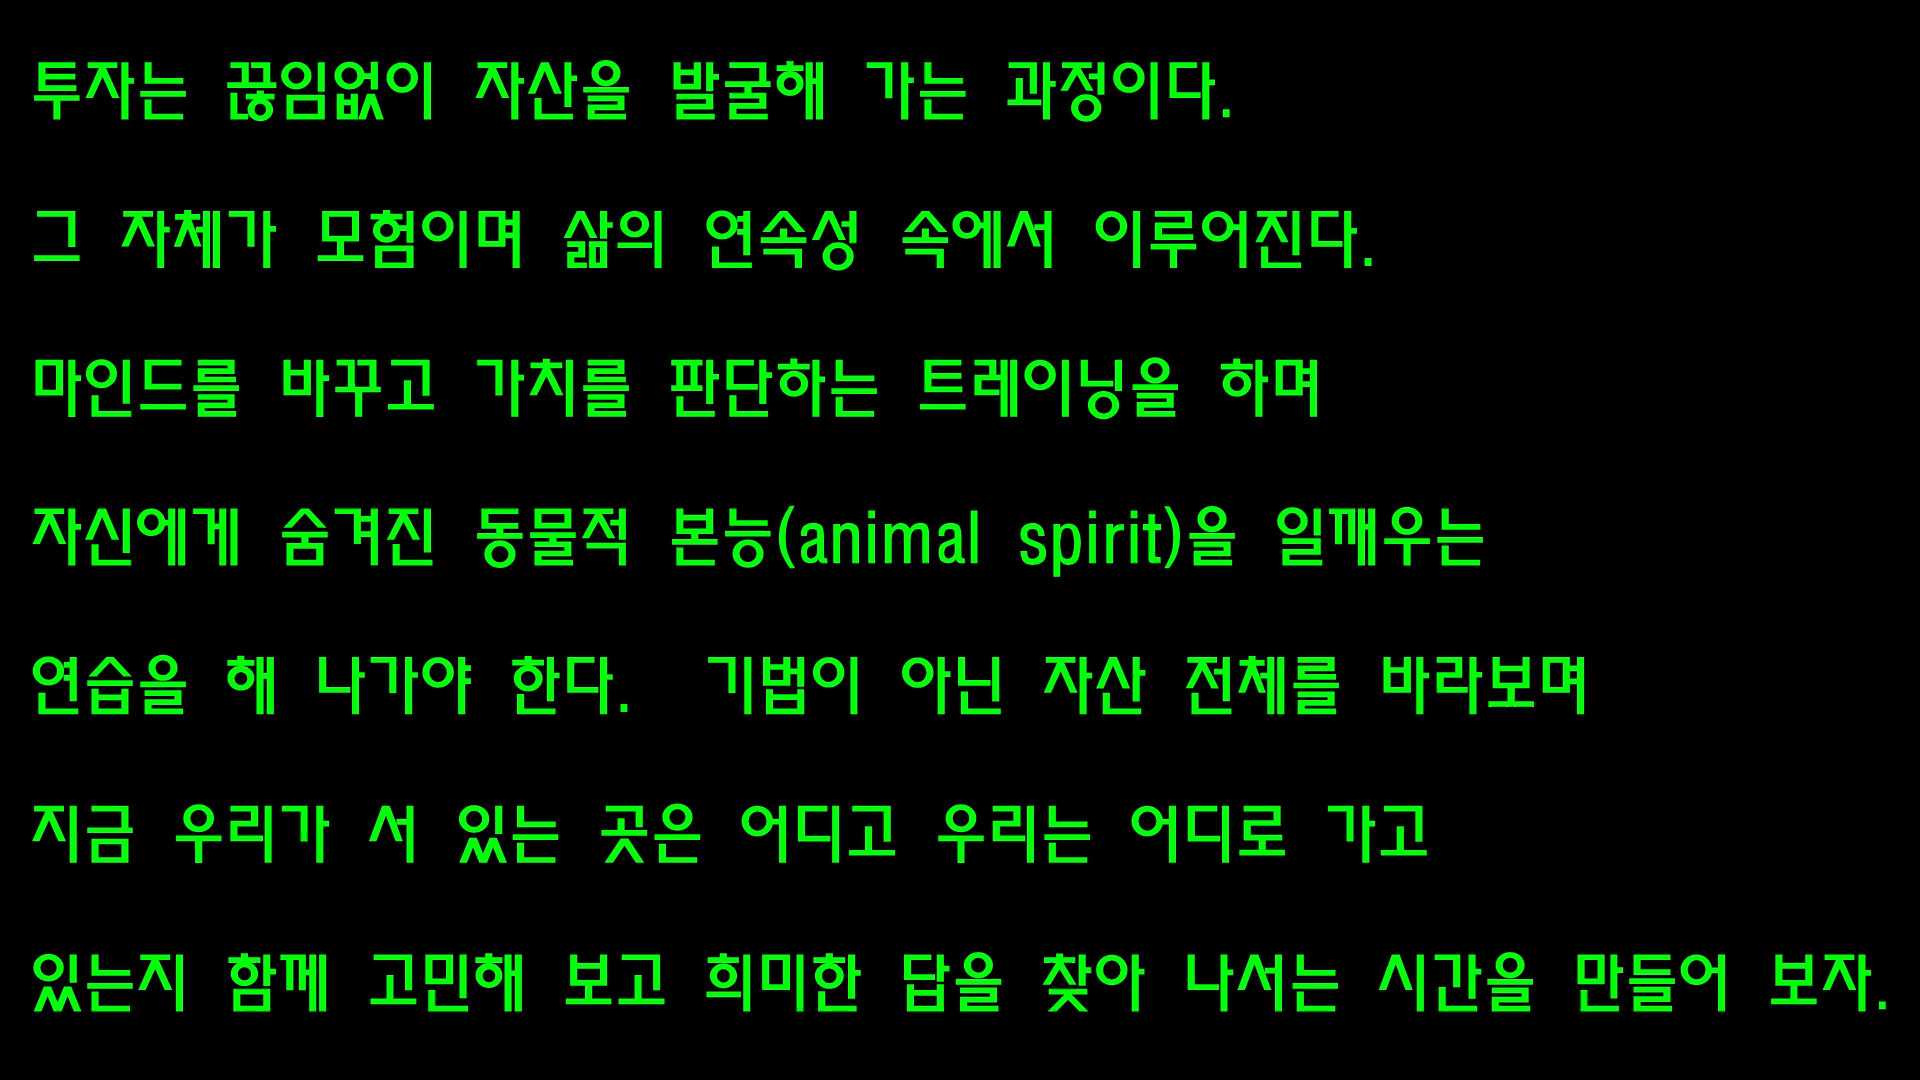 투자는 끊임없이 자산을 발굴해 가는 과정이다.
그 자체가 모험이며 삶의 연속성 속에서 이루어진다.
마인드를 바꾸고 가치를 판단하는 트레이닝을 하며
자신에게 숨겨진 동물적 본능(animal spirit)을 일깨우는
연습을 해 나가야 한다.  기법이 아닌 자산 전체를 바라보며
지금 우리가 서 있는 곳은 어디고 우리는 어디로 가고
있는지 함께 고민해 보고 희미한 답을 찾아 나서는 시간을 만들어 보자.